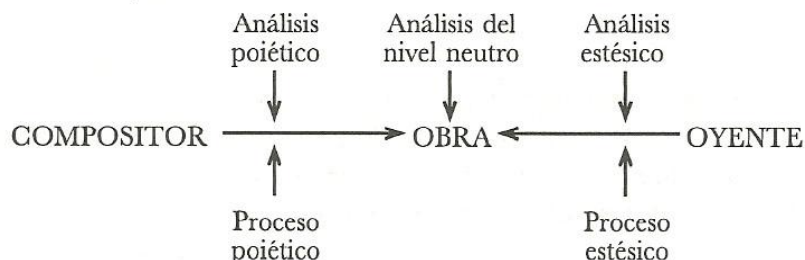 Análisis
poiético
Análisis del
nivel neutro
Análisis
estésico
COMPOSITOR
OBRA
OYENTE
Proceso
poiético
Proceso
estésico